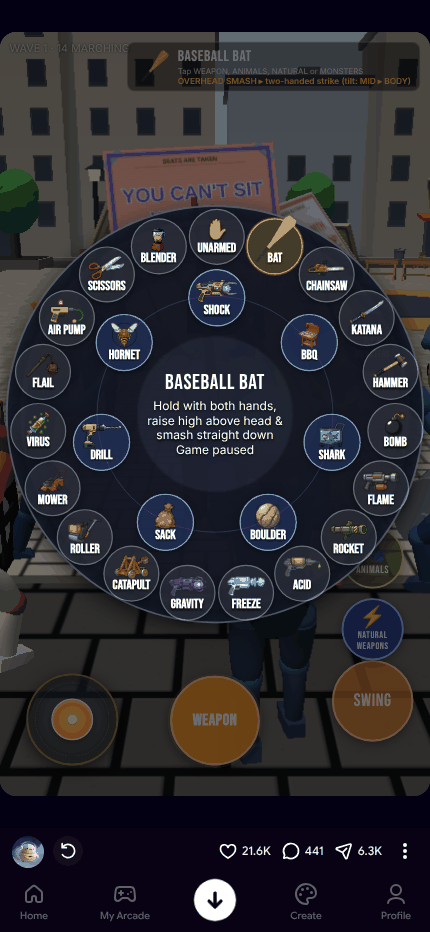 WAVE 1 · 14 MARCHING
BASEBALL BAT
Tap WEAPON, ANIMALS, NATURAL or MONSTERS
OVERHEAD SMASH ▸ two-handed strike (tilt: MID ▸ BODY)
YOU CAN'T SIT
UNARMED
BLENDER
BAT
SCISSORS
CHAINSAW
SHOCK
AIR PUMP
KATANA
HORNET
BBQ
FLAIL
HAMMER
BASEBALL BAT
Hold with both hands,
raise high above head &
smash straight down
Game paused
VIRUS
BOMB
DRILL
SHARK
MOWER
FLAME
SACK
BOULDER
ROLLER
ROCKET
CATAPULT
ACID
ANIMALS
GRAVITY
FREEZE
NATURAL
WEAPONS
WEAPON
SWING
21.6K
441
6.3K
Home
My Arcade
Create
Profile